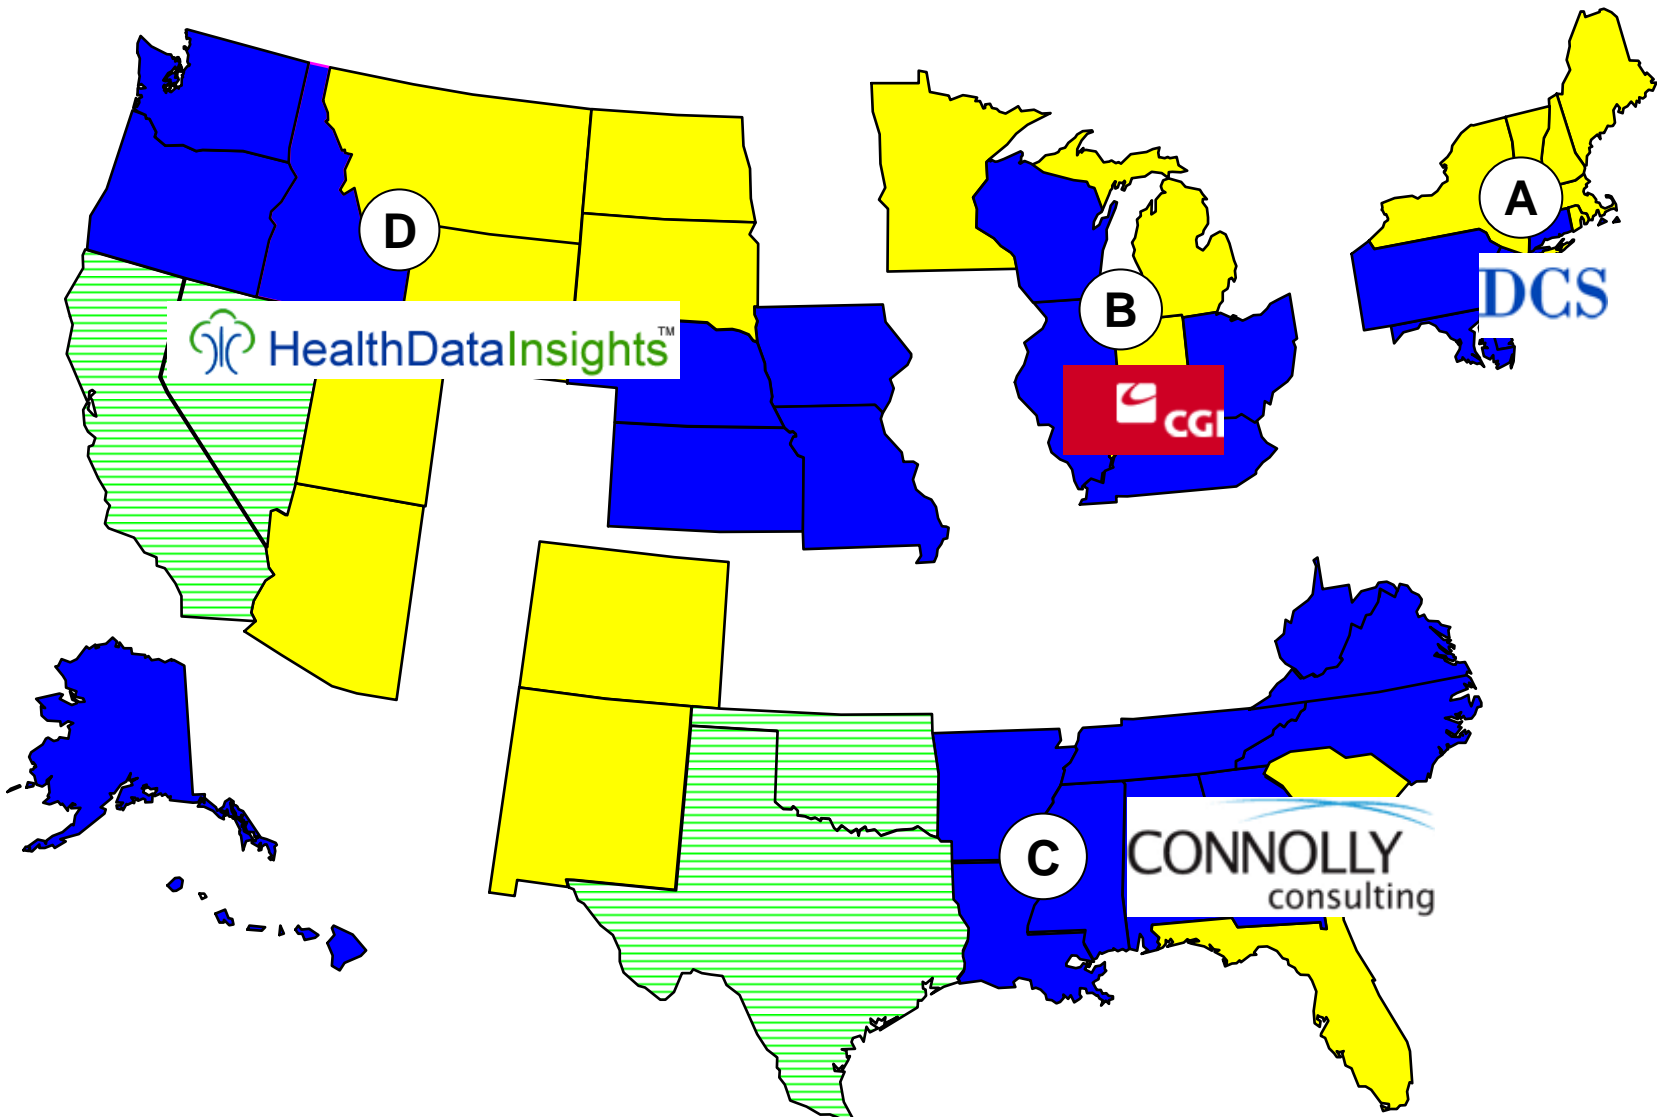 A
D
DCS
B
HealthDataInsights™
CGI
CONNOLLY
C
consulting